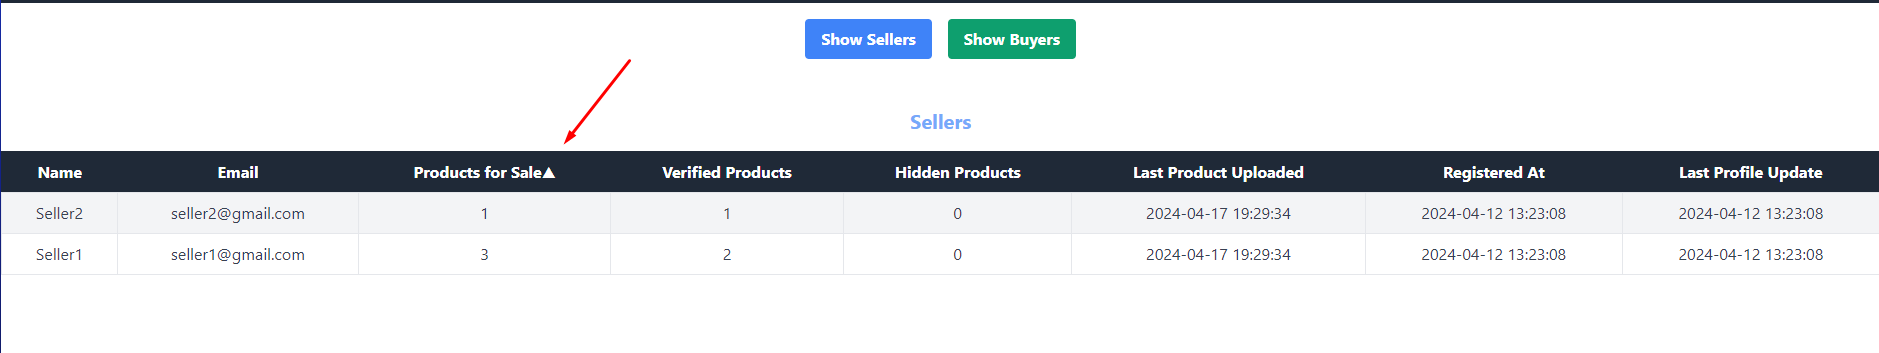 Show Sellers Show Buyers
Sellers
Name Email Products for Sale▲ Verified Products Hidden Products Last Product Uploaded Registered At Last Profile Update
Seller2 seller2@gmail.com 1 1 0 2024-04-17 19:29:34 2024-04-12 13:23:08 2024-04-12 13:23:08
Seller1 seller1@gmail.com 3 2 0 2024-04-17 19:29:34 2024-04-12 13:23:08 2024-04-12 13:23:08